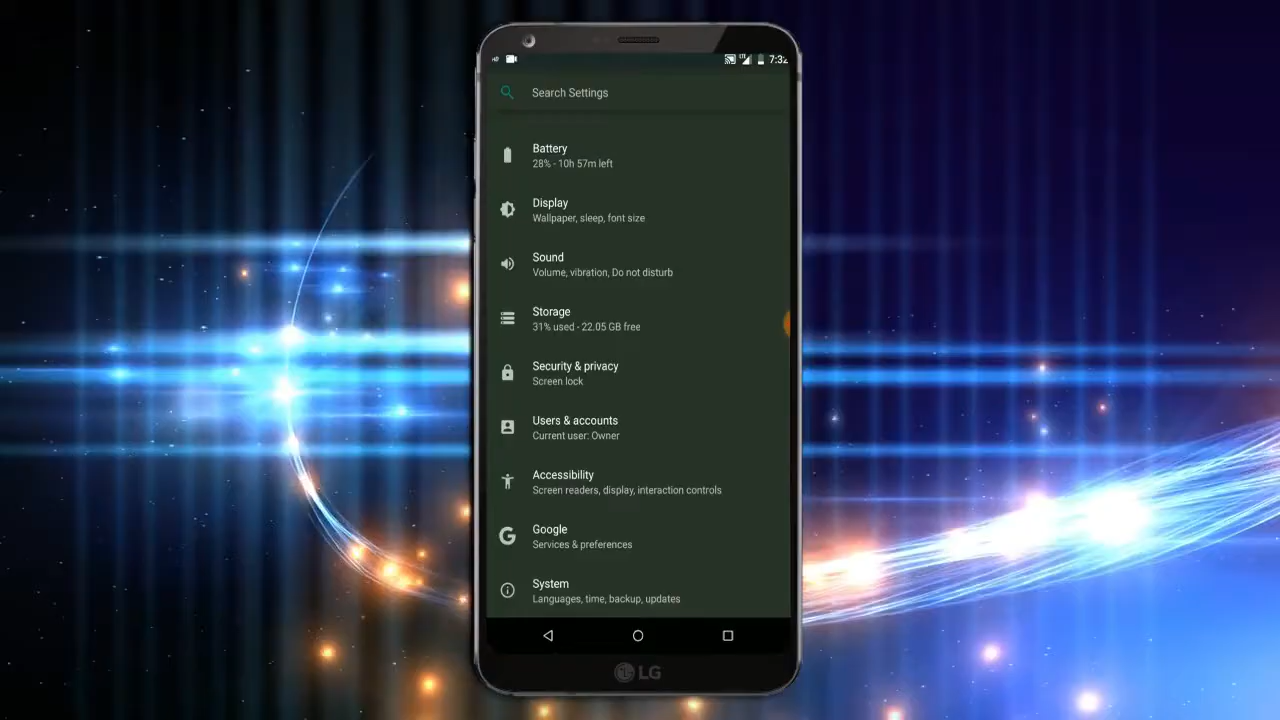 7:32
Search Settings
Battery
28% - 10h 57m left
Display
Wallpaper, sleep, font size
Sound
Volume, vibration, Do not disturb
Storage
31% used - 22.05 GB free
Security & privacy
Screen lock
Users & accounts
Current user: Owner
Accessibility
Screen readers, display, interaction controls
Google
Services & preferences
System
Languages, time, backup, updates
LG